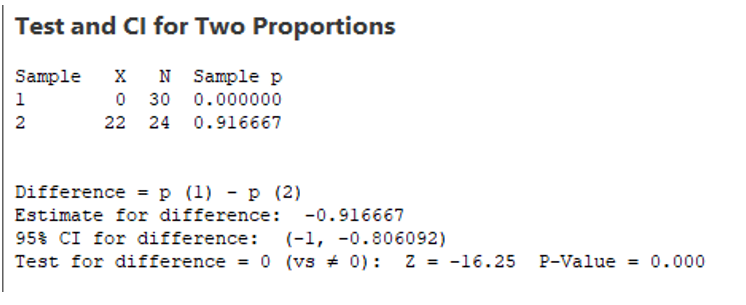 Test and CI for Two Proportions
Sample X N Sample p
1 0 30 0.000000
2 22 24 0.916667
Difference = p (1) - p (2)
Estimate for difference: -0.916667
95% CI for difference: (-1, -0.806092)
Test for difference = 0 (vs ≠ 0): Z = -16.25 P-Value = 0.000